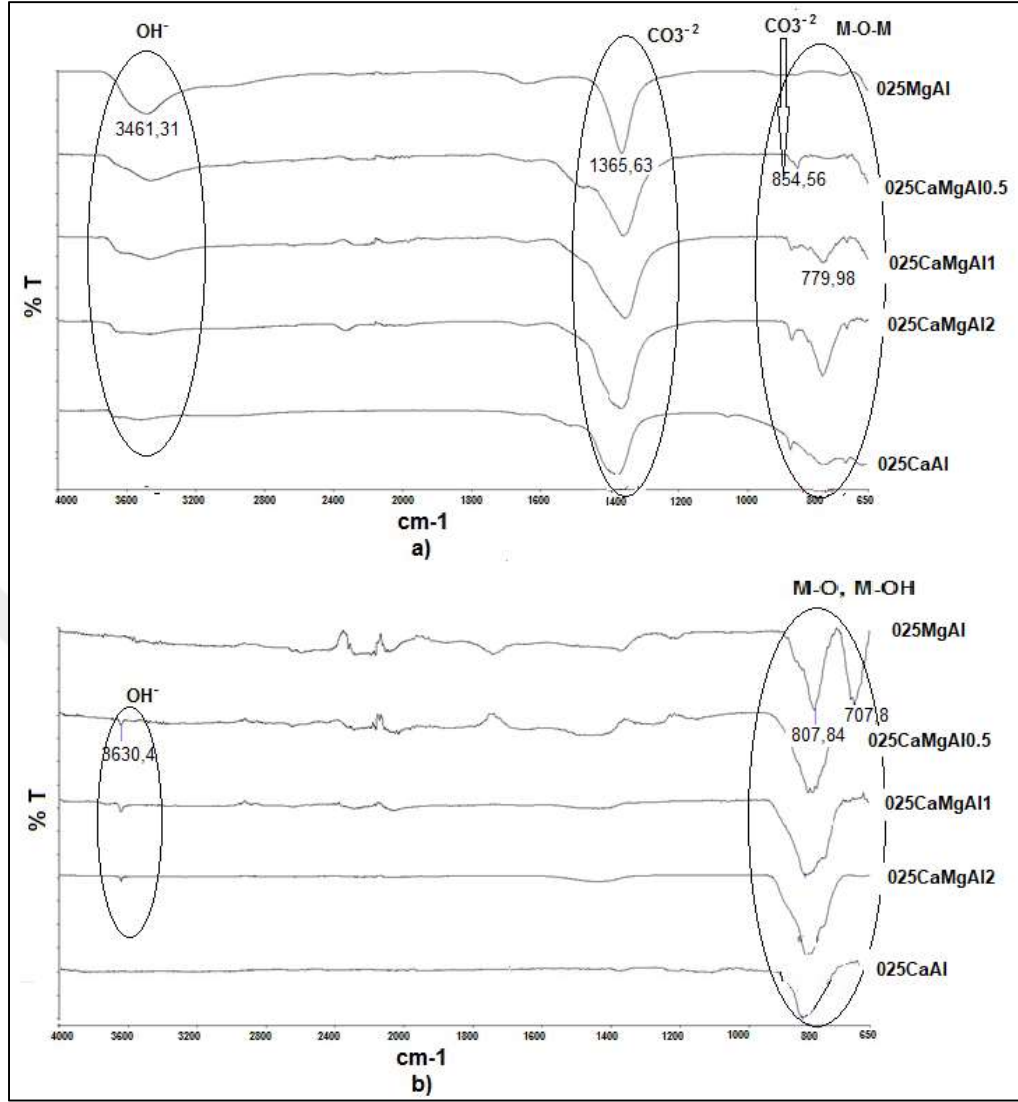 OH⁻
CO3⁻²
CO3⁻²
M-O-M
025MgAl
3461,31
1365,63
854,56
025CaMgAl0.5
025CaMgAl1
779,98
% T
025CaMgAl2
025CaAl
4000 3600 3200 2800 2400 2000 1800 1600 1400 1200 1000 800 650
cm-1
a)
M-O, M-OH
025MgAl
OH⁻
3630,4
807,84
707,8
025CaMgAl0.5
% T
025CaMgAl1
025CaMgAl2
025CaAl
4000 3600 3200 2800 2400 2000 1800 1600 1400 1200 1000 800 650
cm-1
b)